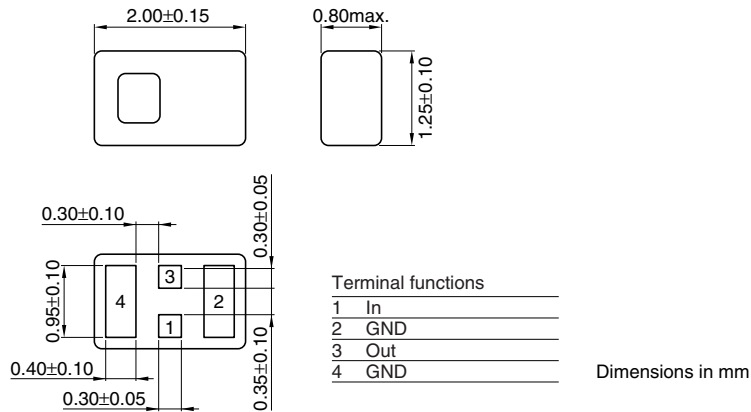 2.00±0.15
0.80max.
1.25±0.10
0.30±0.10
0.30±0.05
0.95±0.10
4
3
2
1
0.40±0.10
0.30±0.05
0.35±0.10
Terminal functions
1 In
2 GND
3 Out
4 GND
Dimensions in mm